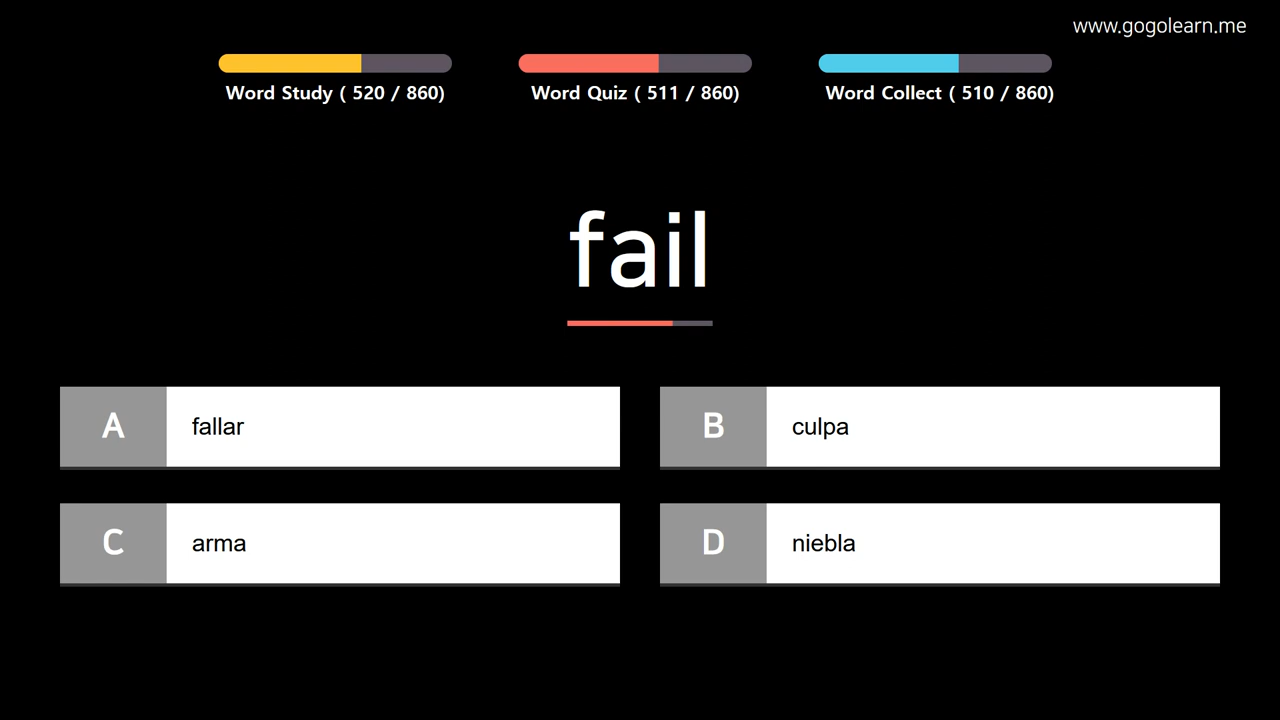 www.gogolearn.me
Word Study ( 520 / 860)
Word Quiz ( 511 / 860)
Word Collect ( 510 / 860)
fail
A fallar
B culpa
C arma
D niebla